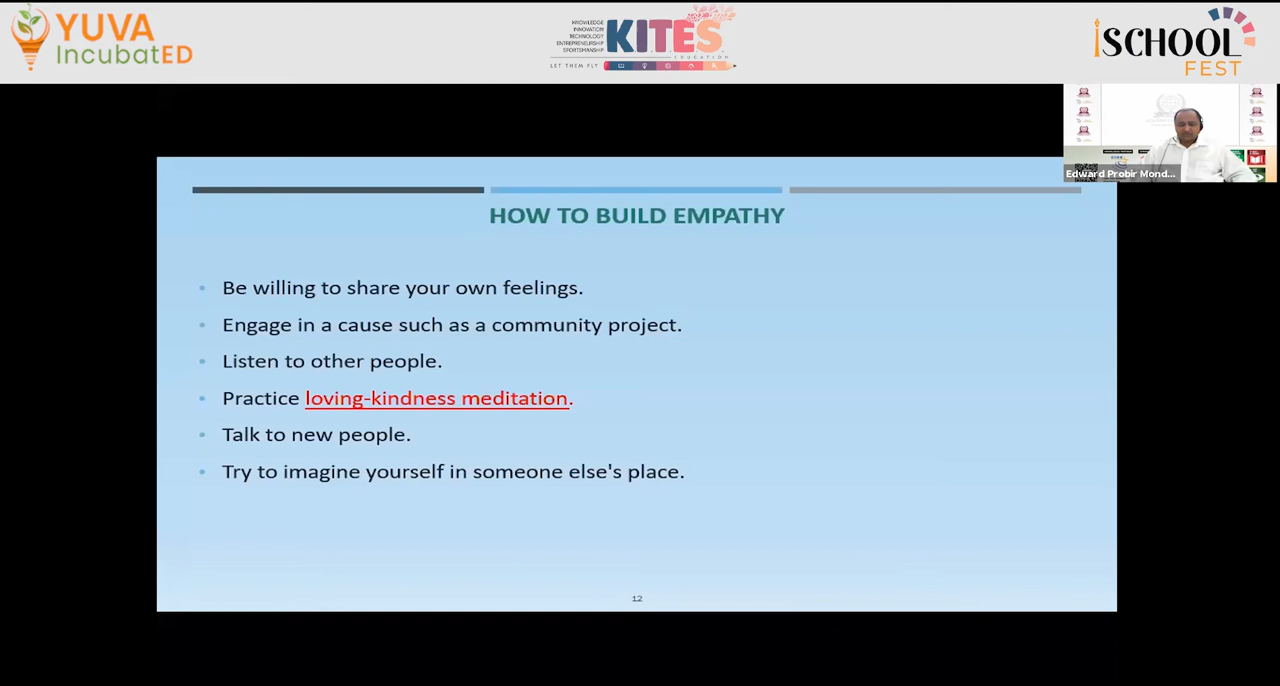 YUVA
IncubatED
KNOWLEDGE
INNOVATION
TECHNOLOGY
ENTREPRENEURSHIP
SPORTSMANSHIP
K.I.T.E.S
EDUCATION
LET THEM FLY
iSCHOOL
FEST
Edward Probir Mond...
HOW TO BUILD EMPATHY
• Be willing to share your own feelings.
• Engage in a cause such as a community project.
• Listen to other people.
• Practice loving-kindness meditation.
• Talk to new people.
• Try to imagine yourself in someone else's place.
12